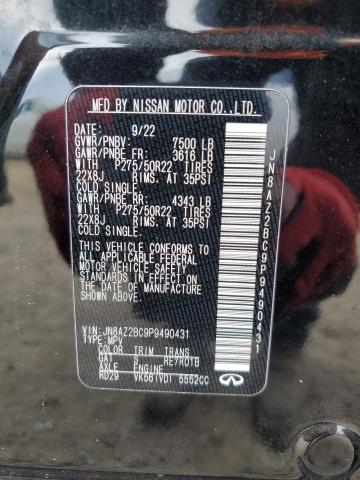 MFD BY NISSAN MOTOR CO.,LTD.
DATE: 9/22
GVWR/PNBV: 7500 LB
GAWR/PNBE FR: 3616 LB
WITH P275/50R22 TIRES
22X8J RIMS. AT 35PSI
COLD SINGLE.
GAWR/PNBE RR: 4343 LB
WITH P275/50R22 TIRES
22X8J RIMS. AT 35PSI
COLD SINGLE.
THIS VEHICLE CONFORMS TO
ALL APPLICABLE FEDERAL
MOTOR VEHICLE SAFETY
STANDARDS IN EFFECT ON
THE DATE OF MANUFACTURE
SHOWN ABOVE.
VIN: JN8AZ2BC9P9490431
TYPE: MPV
COLOR TRIM TRANS
GAT RE7R01B
AXLE ENGINE
RD29 VK56(VD) 5552CC
INFINITI
JN8AZ2BC9P9490431